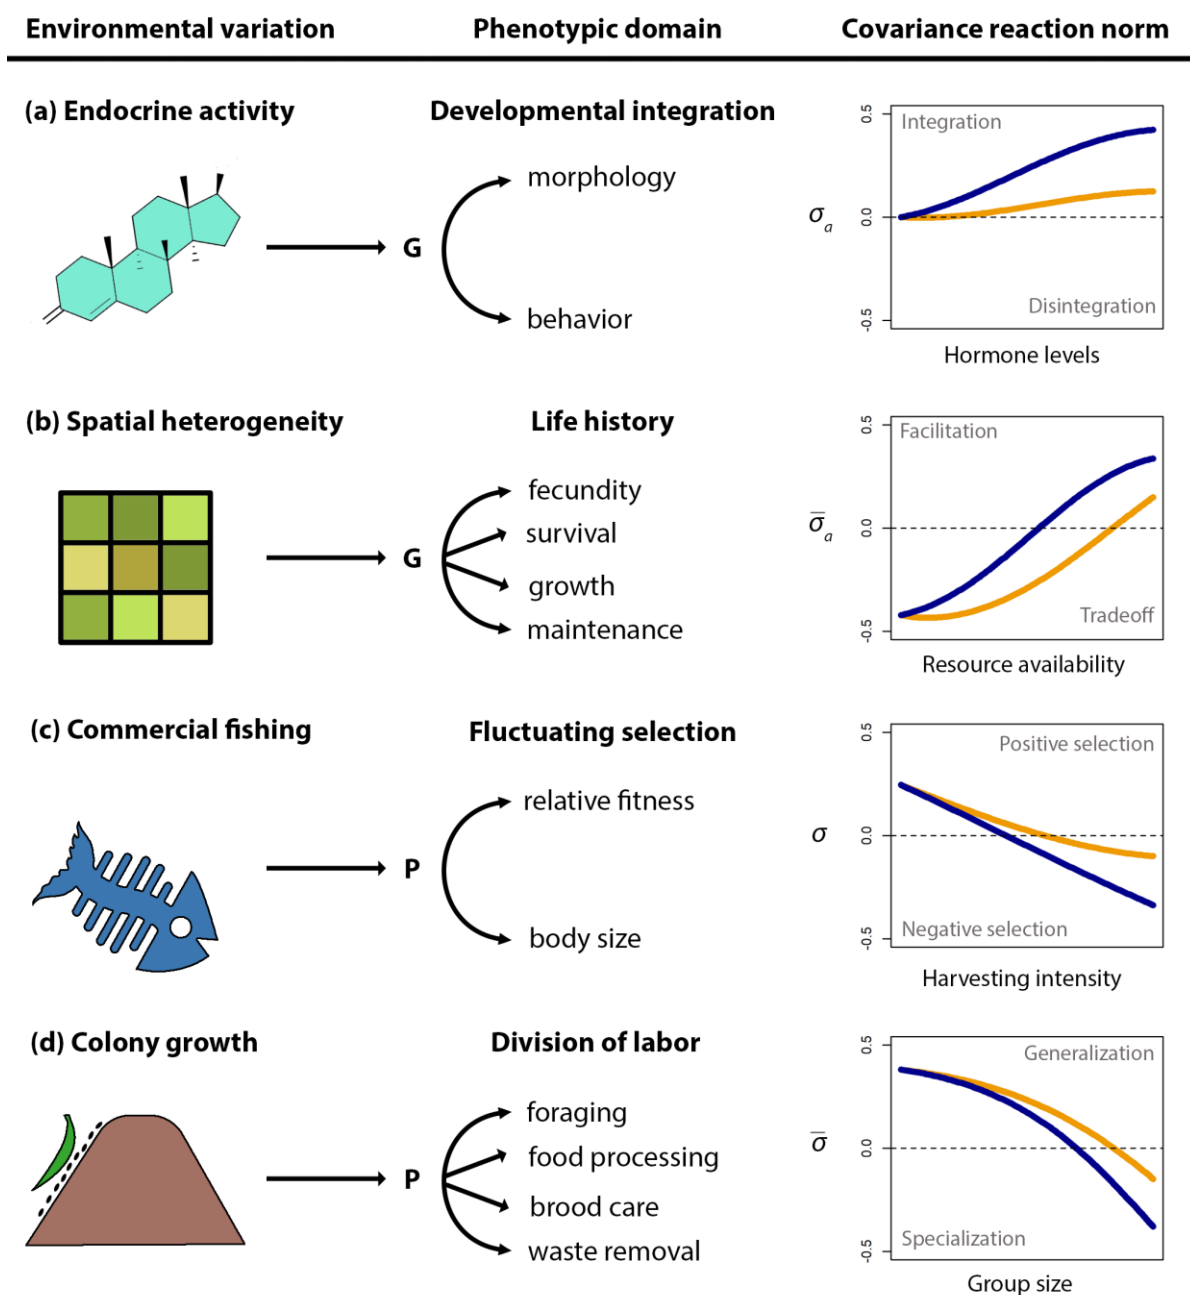 Environmental variation
Phenotypic domain
Covariance reaction norm
(a) Endocrine activity
Developmental integration
G
morphology
behavior
σa
0.5
0.0
-0.5
Integration
Disintegration
Hormone levels
(b) Spatial heterogeneity
Life history
G
fecundity
survival
growth
maintenance
σ̅a
0.5
0.0
-0.5
Facilitation
Tradeoff
Resource availability
(c) Commercial fishing
Fluctuating selection
P
relative fitness
body size
σ
0.5
0.0
-0.5
Positive selection
Negative selection
Harvesting intensity
(d) Colony growth
Division of labor
P
foraging
food processing
brood care
waste removal
σ̅
0.5
0.0
-0.5
Generalization
Specialization
Group size